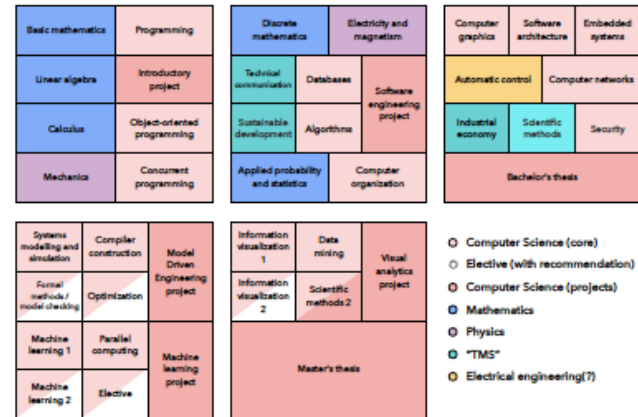 Basic mathematics
Programming
Linear algebra
Introductory
project
Calculus
Object-oriented
programming
Mechanics
Concurrent
programming
Discrete
mathematics
Electricity and
magnetism
Technical
communication
Databases
Software
engineering
project
Sustainable
development
Algorithms
Applied probability
and statistics
Computer
organization
Computer
graphics
Software
architecture
Embedded
systems
Automatic control
Computer networks
Industrial
economy
Scientific
methods
Security
Bachelor's thesis
Systems
modelling and
simulation
Compiler
construction
Model
Driven
Engineering
project
Formal
methods /
model checking
Optimization
Machine
learning 1
Parallel
computing
Machine
learning
project
Machine
learning 2
Elective
Information
visualization
1
Data
mining
Visual
analytics
project
Information
visualization
2
Scientific
methods 2
Master's thesis
Computer Science (core)
Elective (with recommendation)
Computer Science (projects)
Mathematics
Physics
"TMS"
Electrical engineering(?)